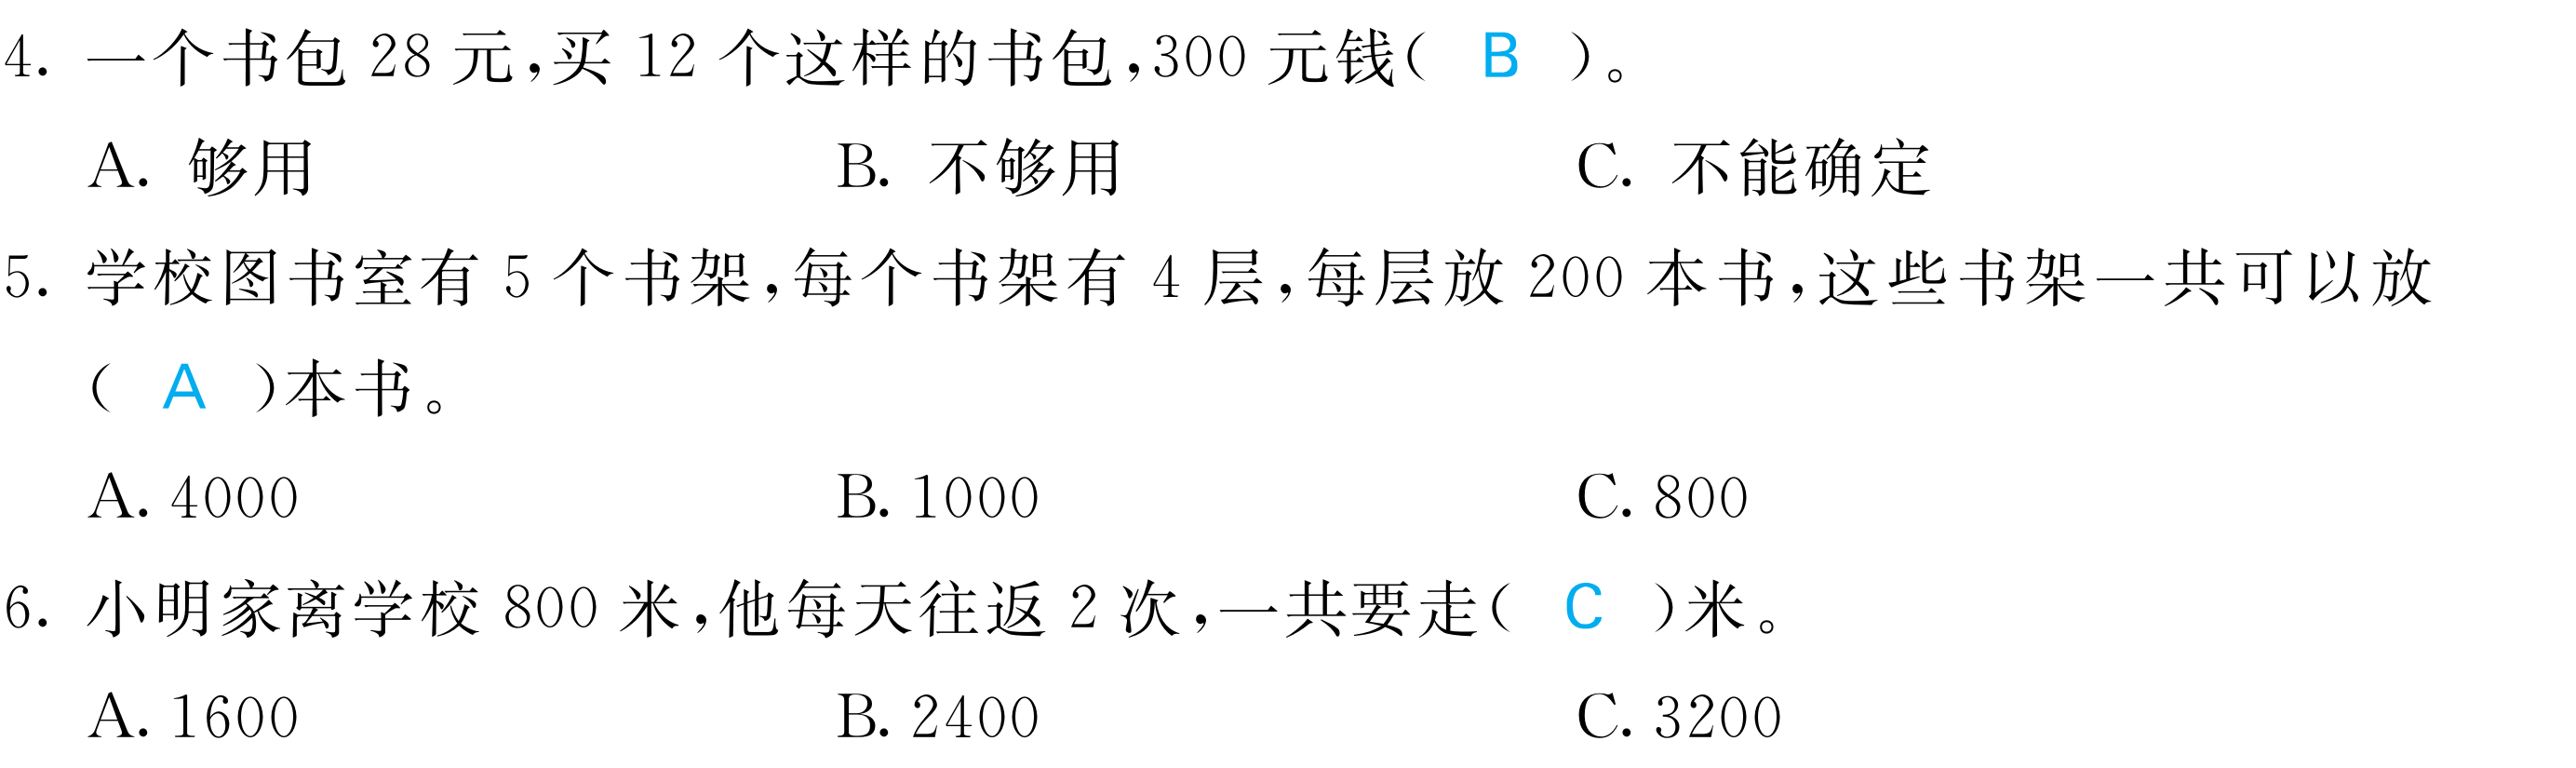 4. 一个书包 28 元,买 12 个这样的书包,300 元钱( B )。
A. 够用 B. 不够用 C. 不能确定
5. 学校图书室有 5 个书架,每个书架有 4 层,每层放 200 本书,这些书架一共可以放
( A )本书。
A. 4000 B. 1000 C. 800
6. 小明家离学校 800 米,他每天往返 2 次,一共要走( C )米。
A. 1600 B. 2400 C. 3200